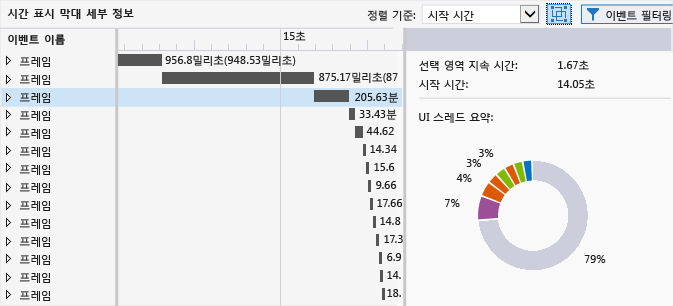 시간 표시 막대 세부 정보
정렬 기준: 시작 시간 이벤트 필터링
이벤트 이름
15초
프레임 956.8밀리초(948.53밀리초)
프레임 875.17밀리초(87
프레임 205.63분
프레임 33.43분
프레임 44.62
프레임 14.34
프레임 15.6
프레임 9.66
프레임 17.66
프레임 14.8
프레임 17.3
프레임 6.9
프레임 14.
프레임 18.
선택 영역 지속 시간: 1.67초
시작 시간: 14.05초
UI 스레드 요약:
3%
3%
4%
7%
79%